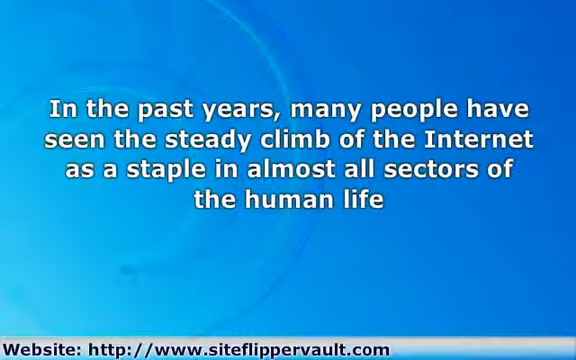 In the past years, many people have
seen the steady climb of the Internet
as a staple in almost all sectors of
the human life
Website: http://www.siteflippervault.com